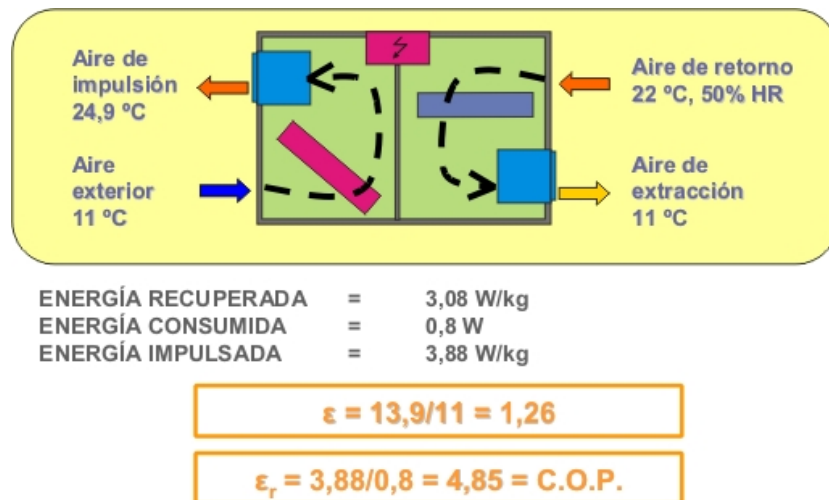 Aire de
impulsión
24,9 ºC
Aire
exterior
11 ºC
Aire de retorno
22 ºC, 50% HR
Aire de
extracción
11 ºC
ENERGÍA RECUPERADA = 3,08 W/kg
ENERGÍA CONSUMIDA = 0,8 W
ENERGÍA IMPULSADA = 3,88 W/kg
ε = 13,9/11 = 1,26
εr = 3,88/0,8 = 4,85 = C.O.P.